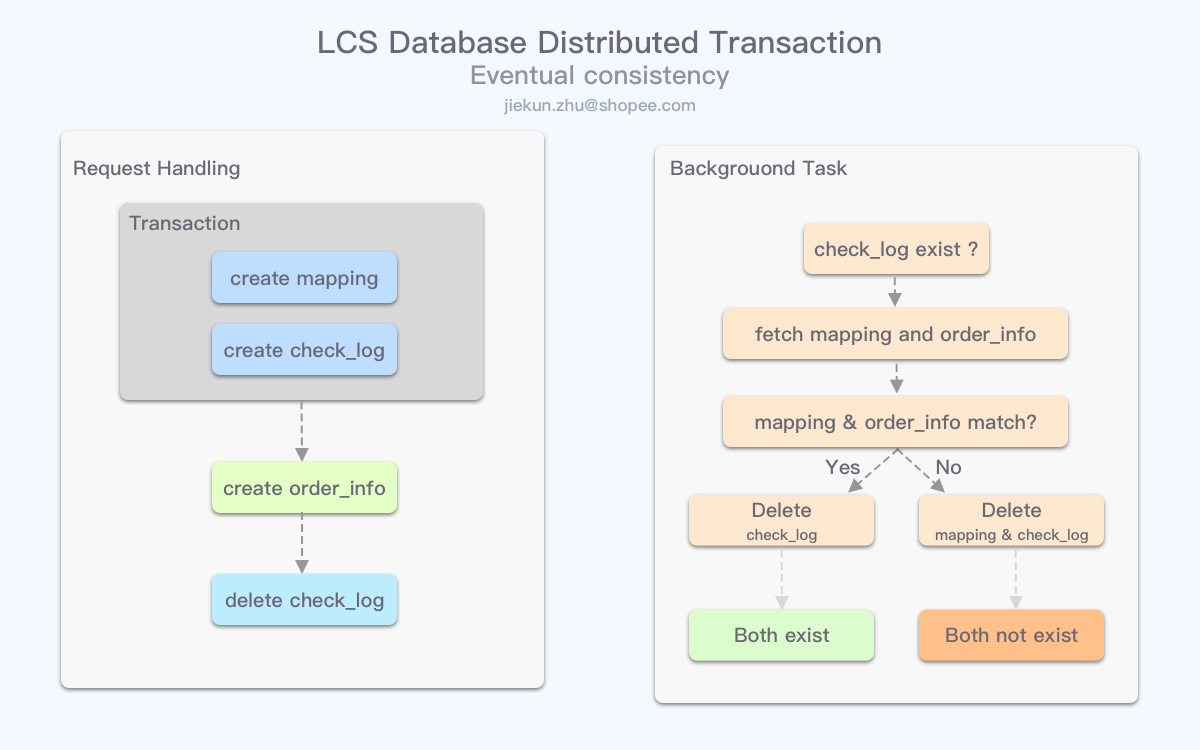 LCS Database Distributed Transaction
Eventual consistency
jiekun.zhu@shopee.com
Request Handling
Transaction
create mapping
create check_log
create order_info
delete check_log
Backgruond Task
check_log exist ?
fetch mapping and order_info
mapping & order_info match?
Yes
No
Delete
check_log
Delete
mapping & check_log
Both exist
Both not exist